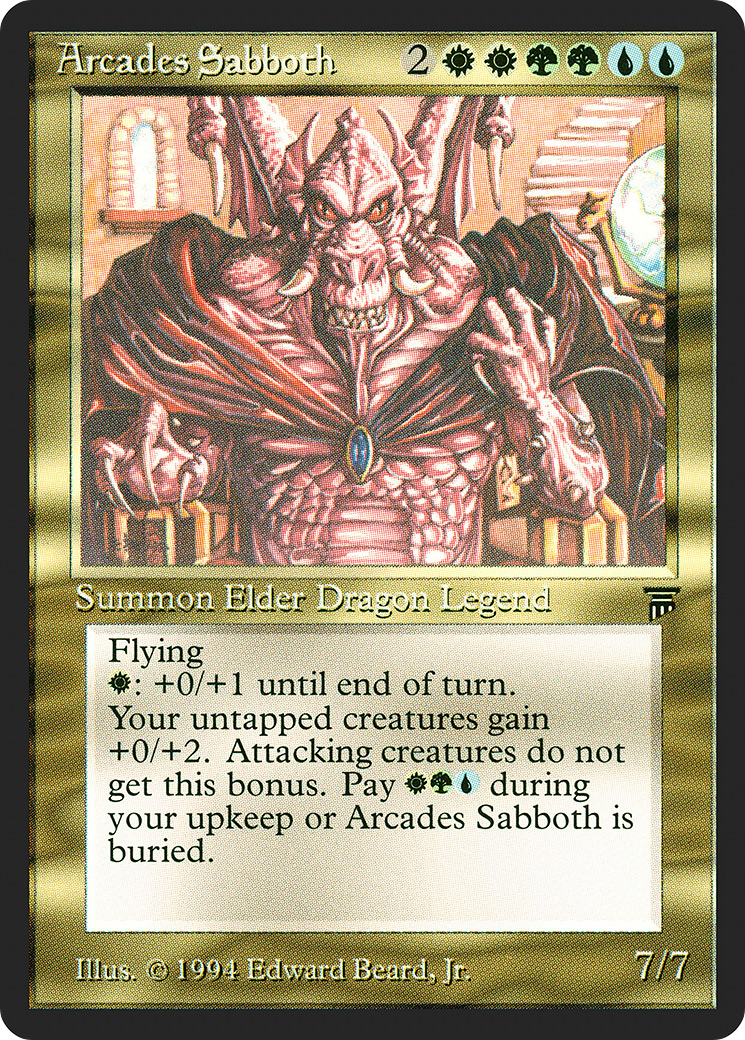 Arcades Sabboth 2
Summon Elder Dragon Legend
Flying
: +0/+1 until end of turn.
Your untapped creatures gain
+0/+2. Attacking creatures do not
get this bonus. Pay during
your upkeep or Arcades Sabboth is
buried.
Illus. © 1994 Edward Beard, Jr. 7/7